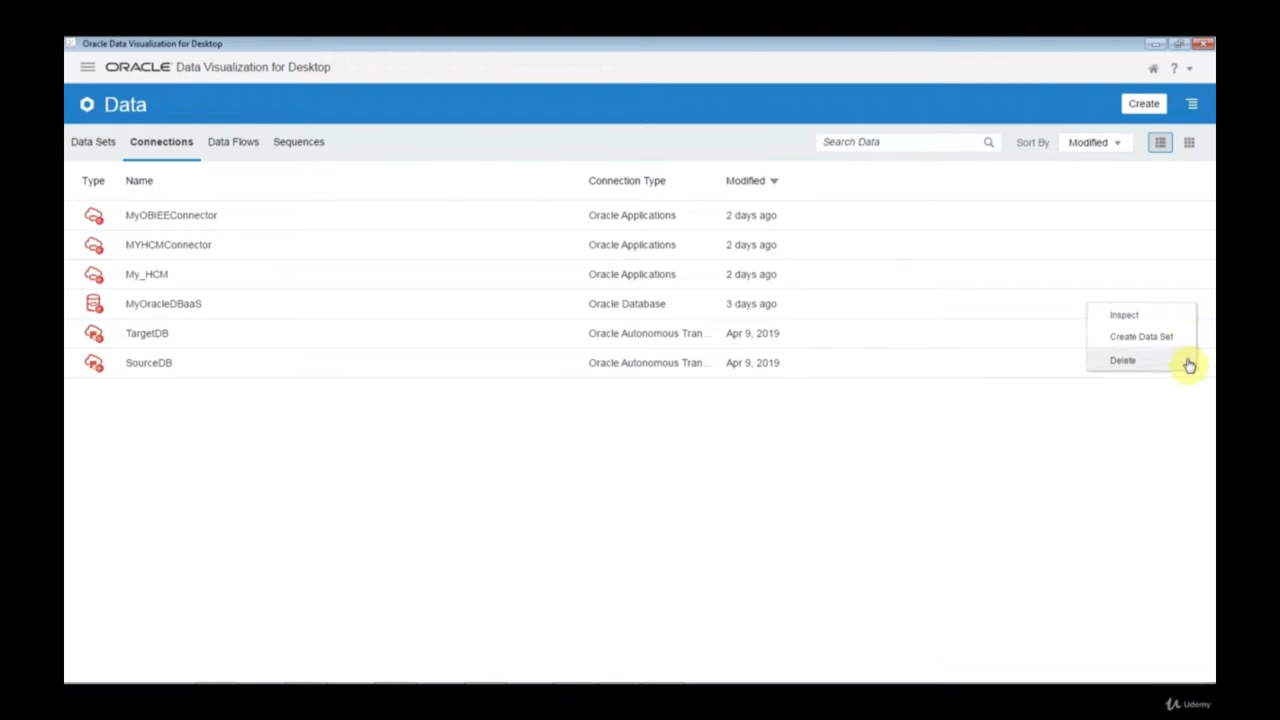 Oracle Data Visualization for Desktop
ORACLE Data Visualization for Desktop ?
Data Create
Data Sets Connections Data Flows Sequences Search Data Sort By Modified
Type Name Connection Type Modified
MyOBIEEConnector Oracle Applications 2 days ago
MYHCMConnector Oracle Applications 2 days ago
My_HCM Oracle Applications 2 days ago
MyOracleDBaaS Oracle Database 3 days ago
Inspect
TargetDB Oracle Autonomous Tran... Apr 9, 2019
Create Data Set
SourceDB Oracle Autonomous Tran... Apr 9, 2019
Delete
Udemy